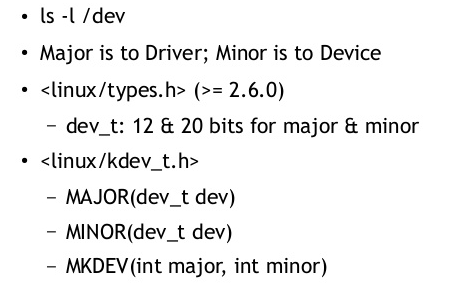 • ls -l /dev
• Major is to Driver; Minor is to Device
• <linux/types.h> (>= 2.6.0)
– dev_t: 12 & 20 bits for major & minor
• <linux/kdev_t.h>
– MAJOR(dev_t dev)
– MINOR(dev_t dev)
– MKDEV(int major, int minor)